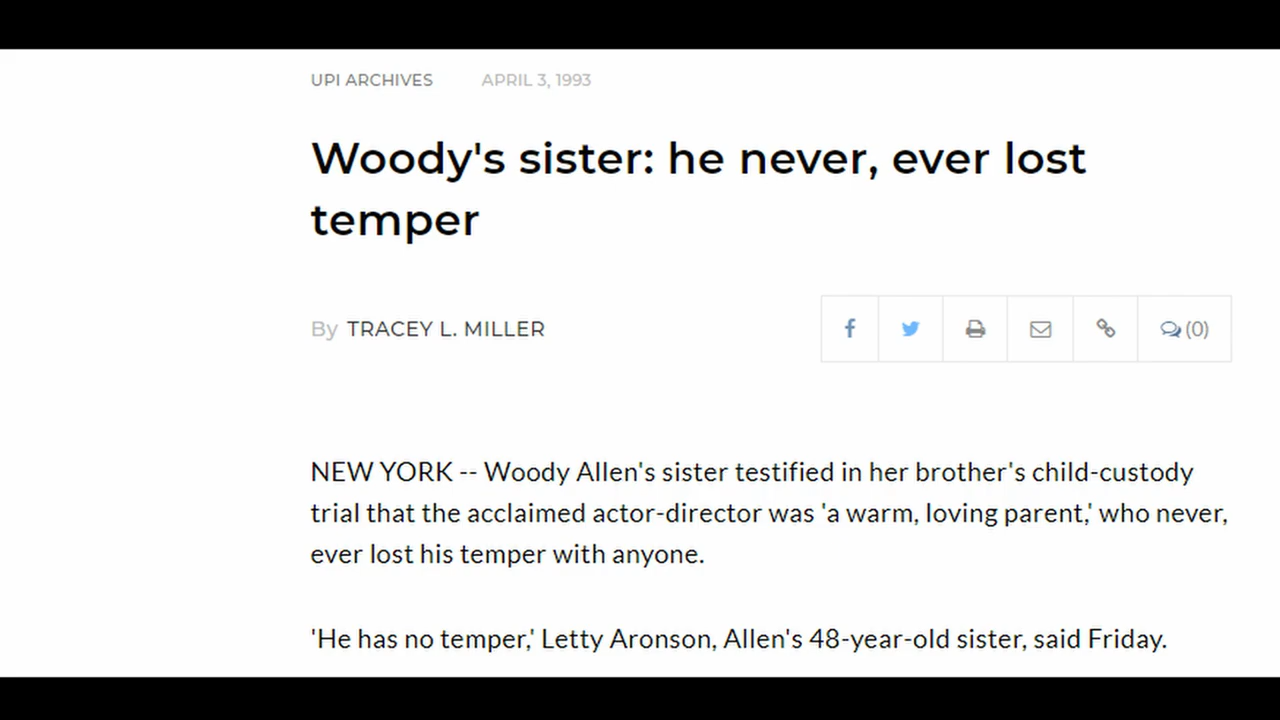 UPI ARCHIVES APRIL 3, 1993
Woody's sister: he never, ever lost
temper
By TRACEY L. MILLER
(0)
NEW YORK -- Woody Allen's sister testified in her brother's child-custody
trial that the acclaimed actor-director was 'a warm, loving parent,' who never,
ever lost his temper with anyone.
'He has no temper,' Letty Aronson, Allen's 48-year-old sister, said Friday.